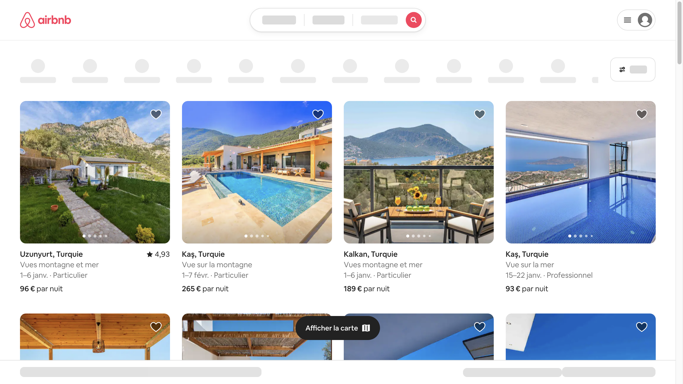 airbnb
Uzunyurt, Turquie
4,93
Vues montagne et mer
1–6 janv. · Particulier
96 € par nuit
Kaş, Turquie
Vue sur la montagne
1–7 févr. · Particulier
265 € par nuit
Kalkan, Turquie
Vues montagne et mer
1–6 janv. · Particulier
189 € par nuit
Kaş, Turquie
Vue sur la mer
15–22 janv. · Professionnel
93 € par nuit
Afficher la carte